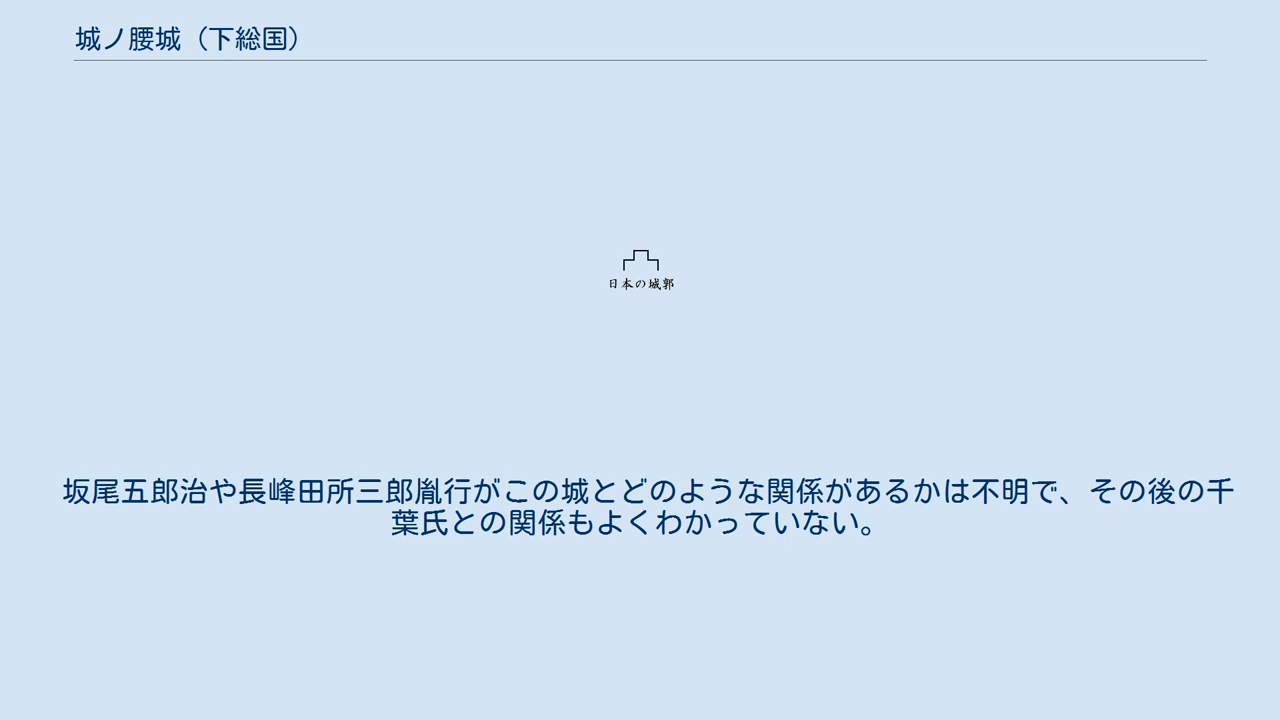 城ノ腰城（下総国）
日本の城郭
坂尾五郎治や長峰田所三郎胤行がこの城とどのような関係があるかは不明で、その後の千
葉氏との関係もよくわかっていない。